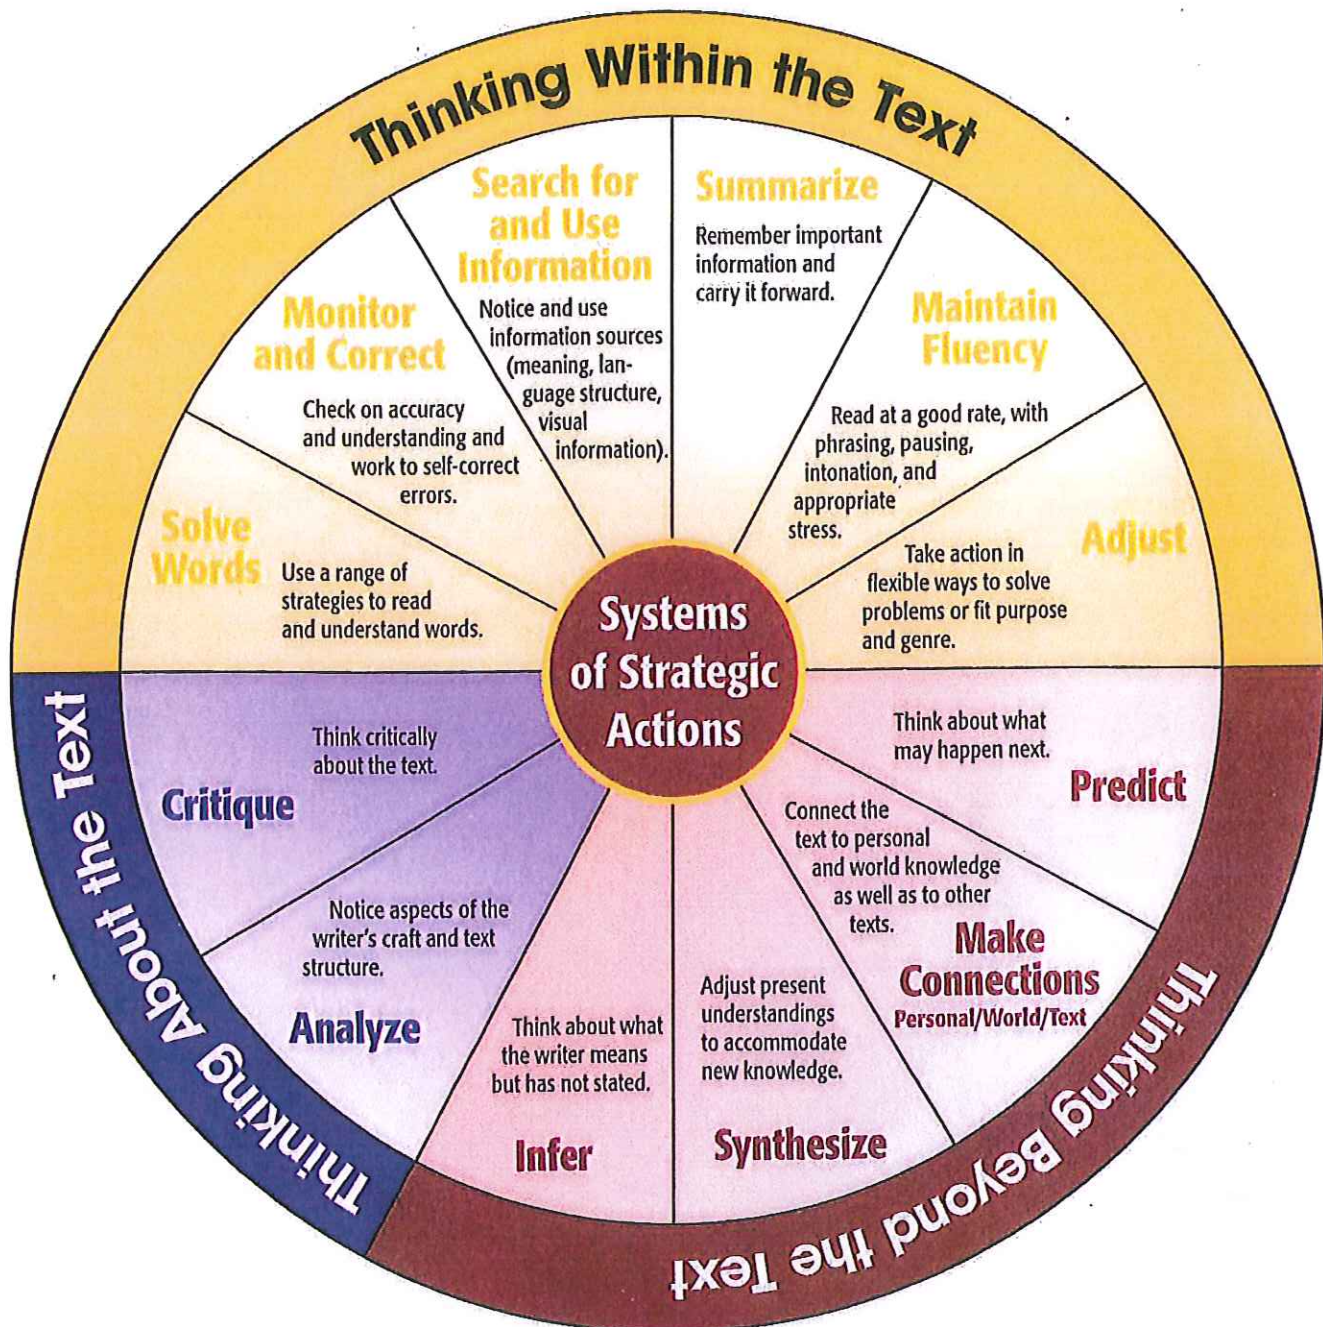 Thinking Within the Text
Solve
Words
Use a range of
strategies to read
and understand words.
Monitor
and Correct
Check on accuracy
and understanding and
work to self-correct
errors.
Search for
and Use
Information
Notice and use
information sources
(meaning, lan-
guage structure,
visual
information).
Summarize
Remember important
information and
carry it forward.
Maintain
Fluency
Read at a good rate, with
phrasing, pausing,
intonation, and
appropriate
stress.
Adjust
Take action in
flexible ways to solve
problems or fit purpose
and genre.
Systems
of Strategic
Actions
Thinking Beyond the Text
Think about what
may happen next.
Predict
Connect the
text to personal
and world knowledge
as well as to other
texts.
Make
Connections
Personal/World/Text
Adjust present
understandings
to accommodate
new knowledge.
Synthesize
Think about what
the writer means
but has not stated.
Infer
Thinking About the Text
Notice aspects of the
writer's craft and text
structure.
Analyze
Think critically
about the text.
Critique